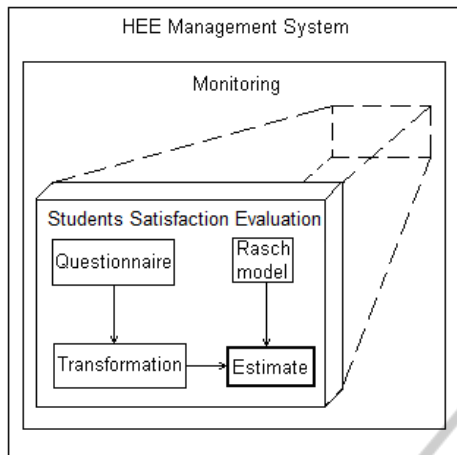 HEE Management System
Monitoring
Students Satisfaction Evaluation
Questionnaire
Rasch
model
Transformation
Estimate